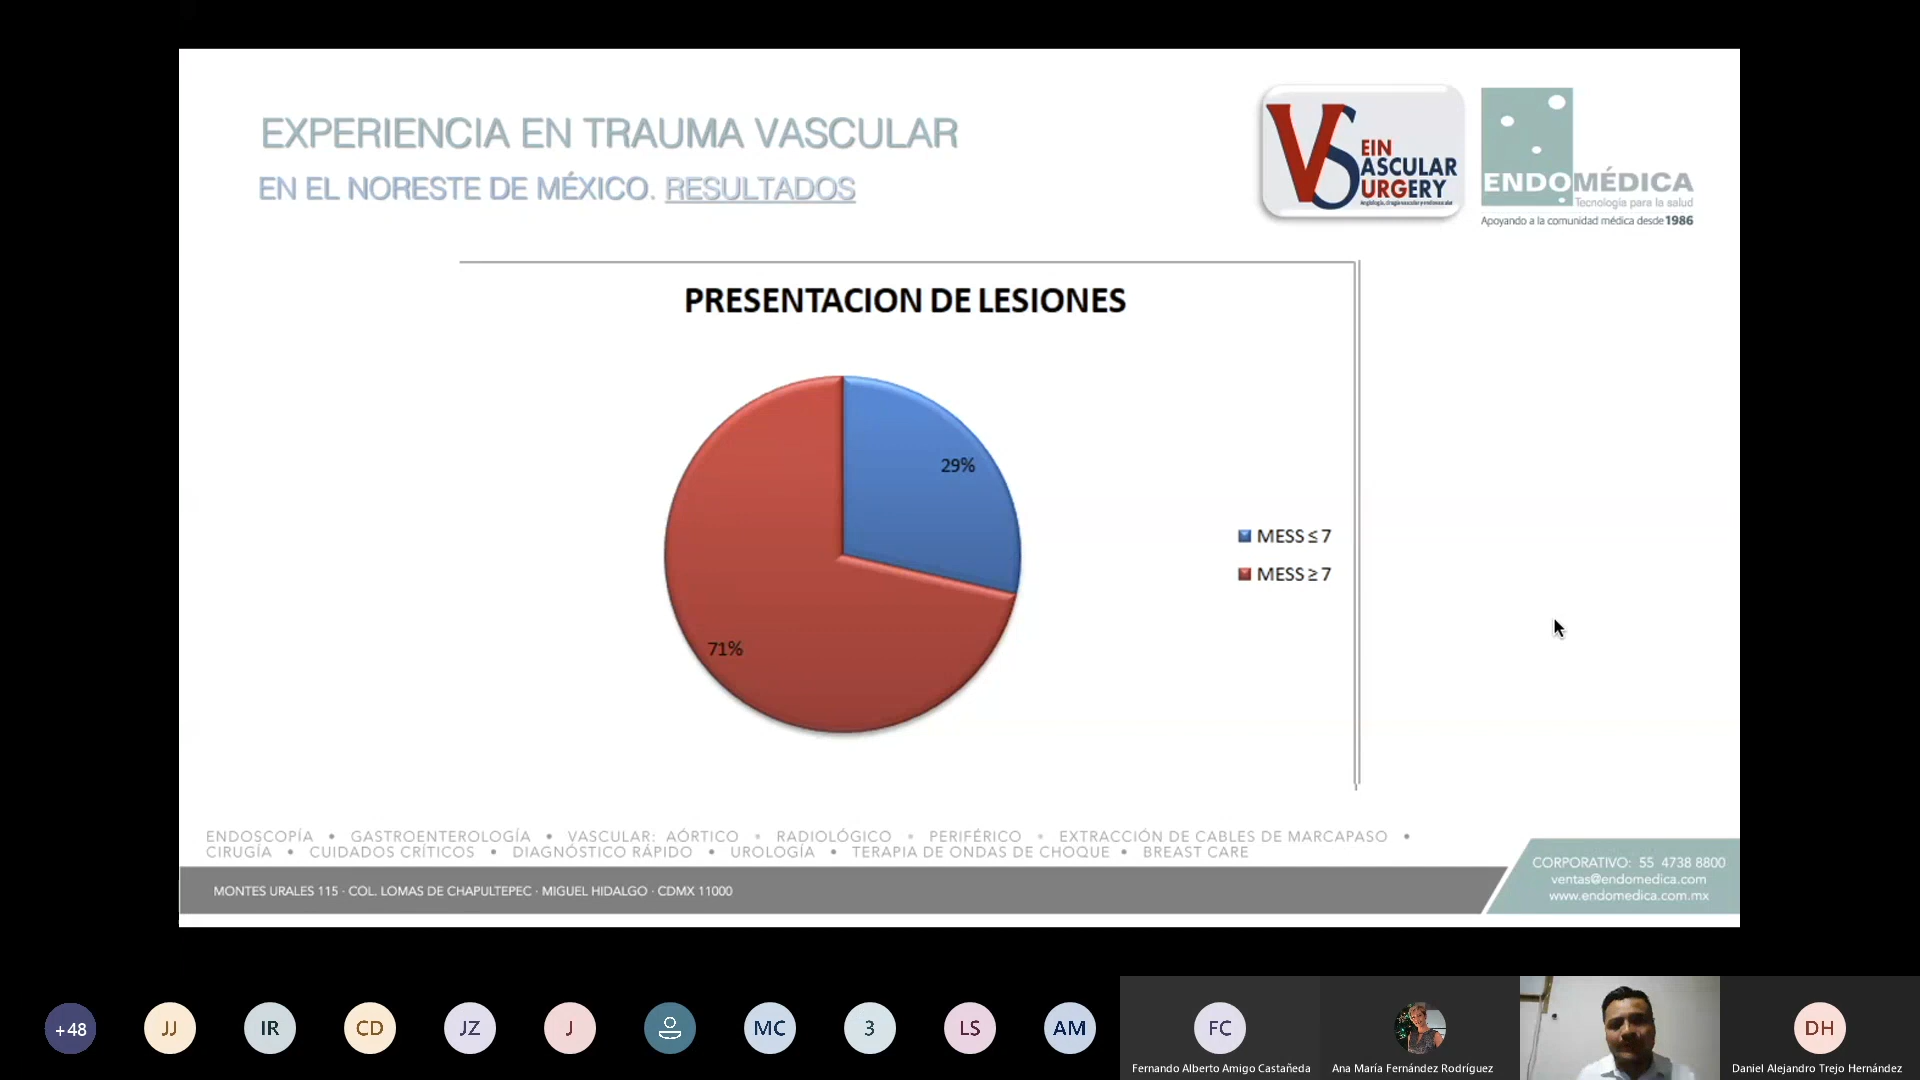 EXPERIENCIA EN TRAUMA VASCULAR
EN EL NORESTE DE MÉXICO. RESULTADOS
VS
EIN
ASCULAR
URGERY
ENDOMÉDICA
Tecnología para la salud
Apoyando a la comunidad médica desde 1986
PRESENTACION DE LESIONES
29%
71%
MESS ≤ 7
MESS ≥ 7
ENDOSCOPÍA • GASTROENTEROLOGÍA • VASCULAR: AÓRTICO • RADIOLÓGICO • PERIFÉRICO • EXTRACCIÓN DE CABLES DE MARCAPASO •
CIRUGÍA • CUIDADOS CRÍTICOS • DIAGNÓSTICO RÁPIDO • UROLOGÍA • TERAPIA DE ONDAS DE CHOQUE • BREAST CARE
MONTES URALES 115 · COL. LOMAS DE CHAPULTEPEC · MIGUEL HIDALGO · CDMX 11000
CORPORATIVO: 55 4738 8800
ventas@endomedica.com
www.endomedica.com.mx
+48
JJ
IR
CD
JZ
J
MC
3
LS
AM
FC
DH
Fernando Alberto Amigo Castañeda
Ana María Fernández Rodríguez
Daniel Alejandro Trejo Hernández